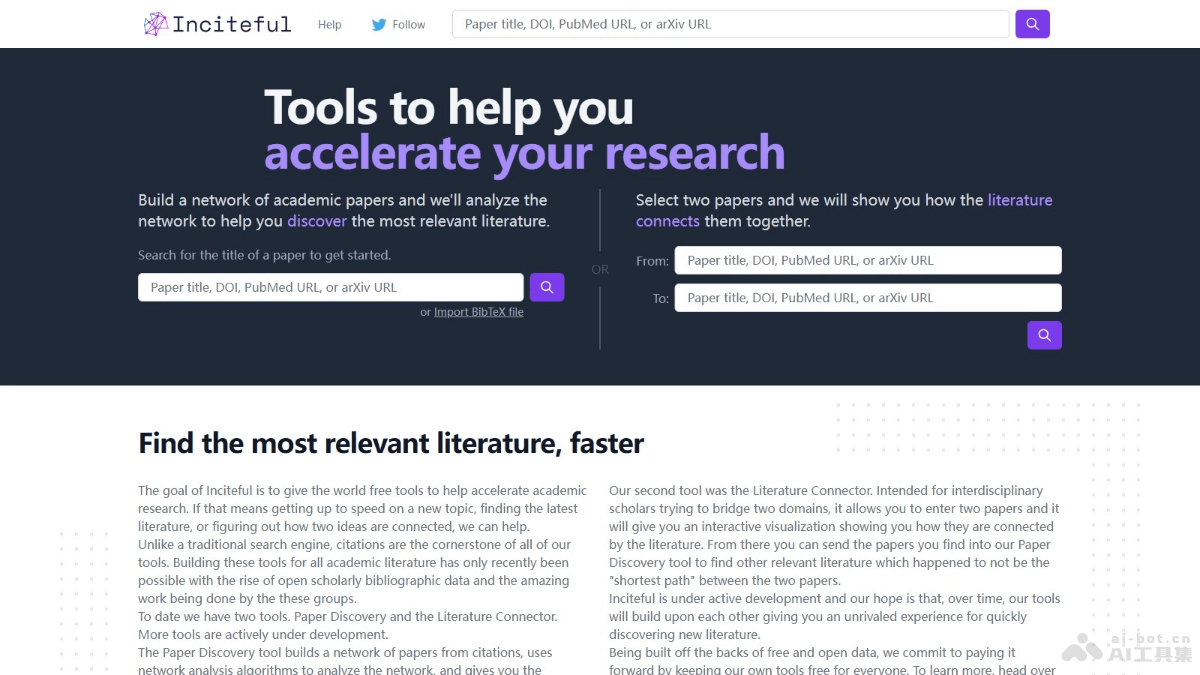 Inciteful
Help
Follow
Paper title, DOI, PubMed URL, or arXiv URL
Tools to help you
accelerate your research
Build a network of academic papers and we'll analyze the
network to help you discover the most relevant literature.
Search for the title of a paper to get started.
Paper title, DOI, PubMed URL, or arXiv URL
or Import BibTeX file
OR
Select two papers and we will show you how the literature
connects them together.
From: Paper title, DOI, PubMed URL, or arXiv URL
To: Paper title, DOI, PubMed URL, or arXiv URL
Find the most relevant literature, faster
The goal of Inciteful is to give the world free tools to help accelerate academic
research. If that means getting up to speed on a new topic, finding the latest
literature, or figuring out how two ideas are connected, we can help.
Unlike a traditional search engine, citations are the cornerstone of all of our
tools. Building these tools for all academic literature has only recently been
possible with the rise of open scholarly bibliographic data and the amazing
work being done by the these groups.
To date we have two tools. Paper Discovery and the Literature Connector.
More tools are actively under development.
The Paper Discovery tool builds a network of papers from citations, uses
network analysis algorithms to analyze the network, and gives you the
Our second tool was the Literature Connector. Intended for interdisciplinary
scholars trying to bridge two domains, it allows you to enter two papers and it
will give you an interactive visualization showing you how they are connected
by the literature. From there you can send the papers you find into our Paper
Discovery tool to find other relevant literature which happened to not be the
"shortest path" between the two papers.
Inciteful is under active development and our hope is that, over time, our tools
will build upon each other giving you an unrivaled experience for quickly
discovering new literature.
Being built off the backs of free and open data, we commit to paying it
forward by keeping our own tools free for everyone. To learn more, head over
ai-bot.cn
AI工具集